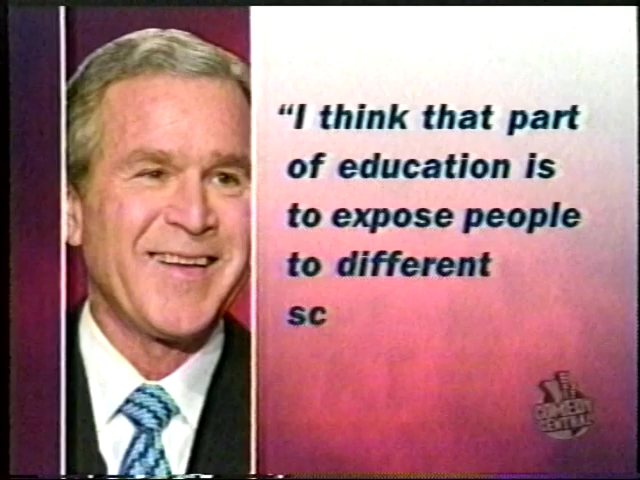 “I think that part
of education is
to expose people
to different
sc
COMEDY
CENTRAL